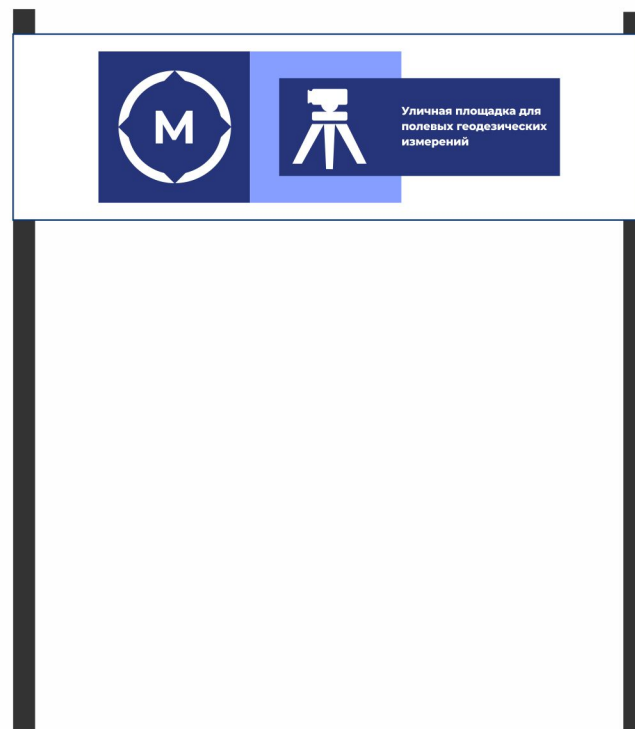 М
Уличная площадка для
полевых геодезических
измерений